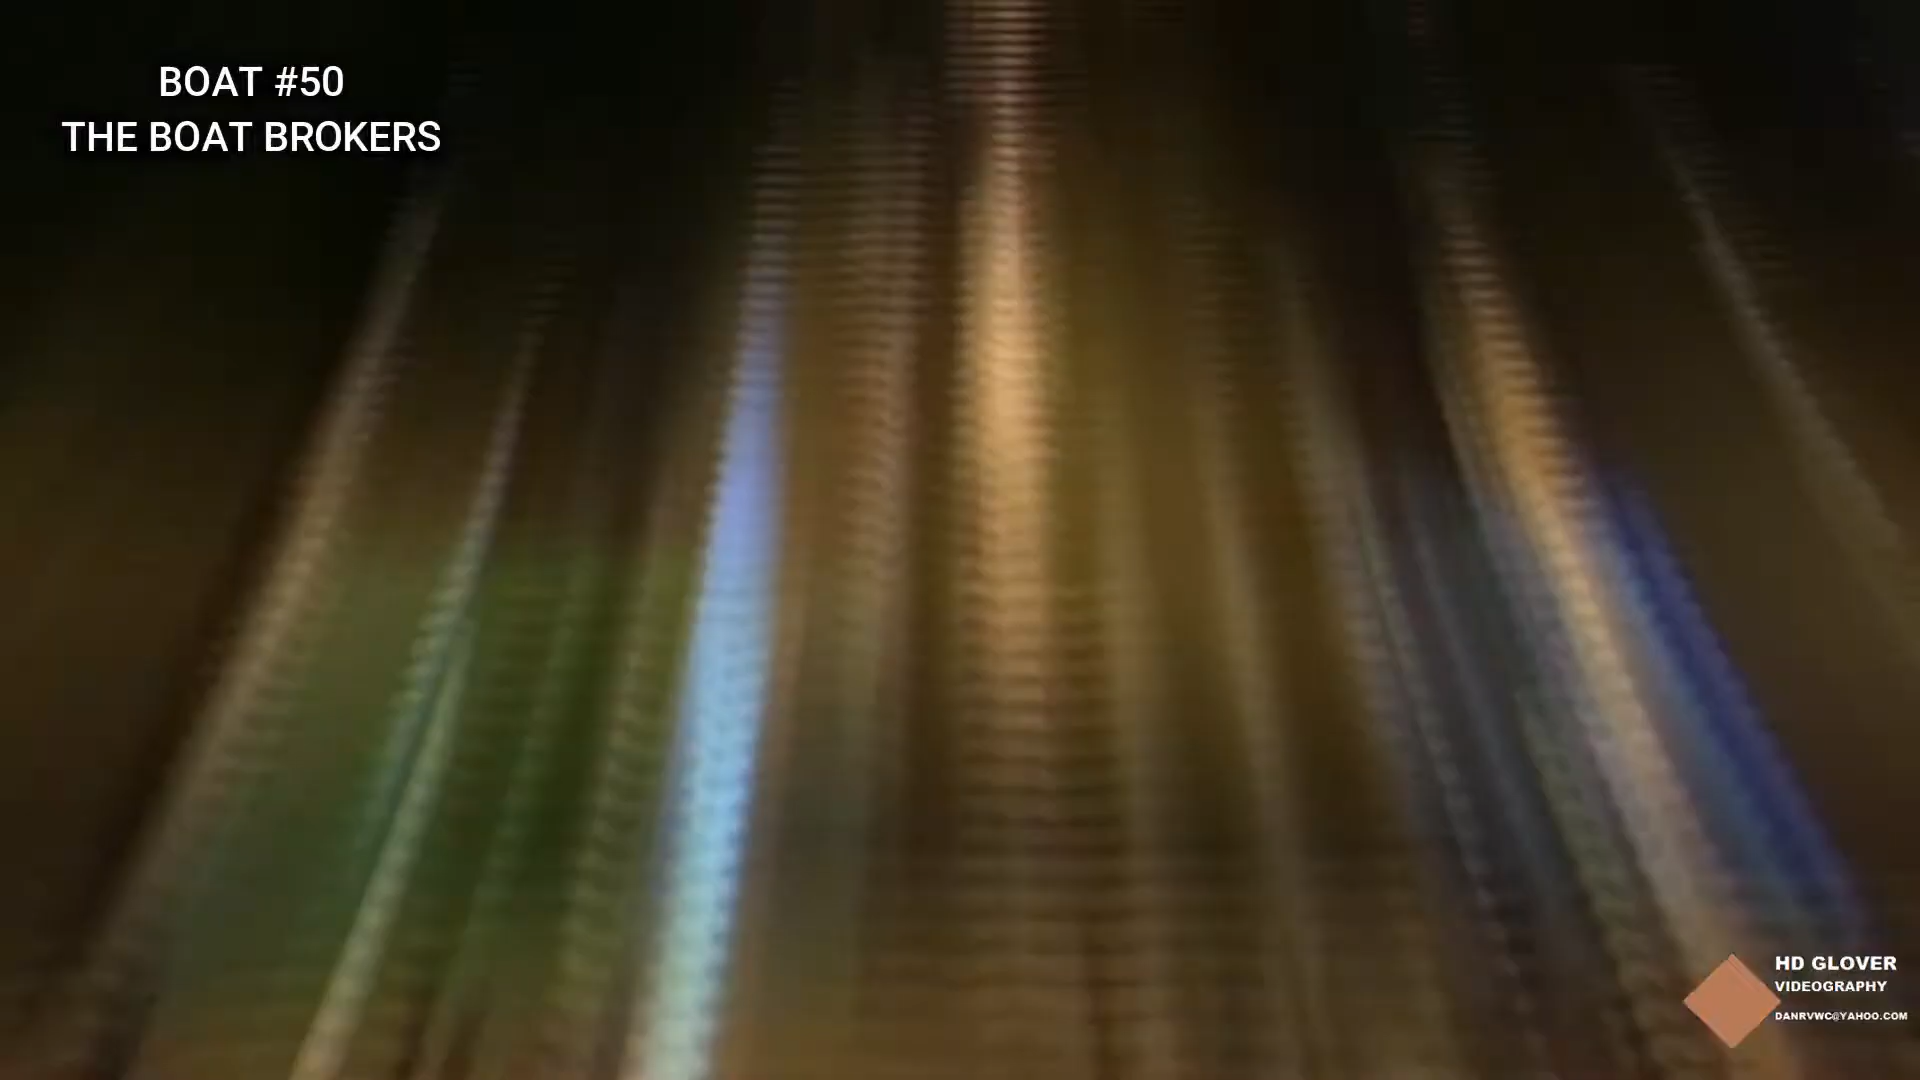 BOAT #50
THE BOAT BROKERS
HD GLOVER
VIDEOGRAPHY
DANRVWC@YAHOO.COM